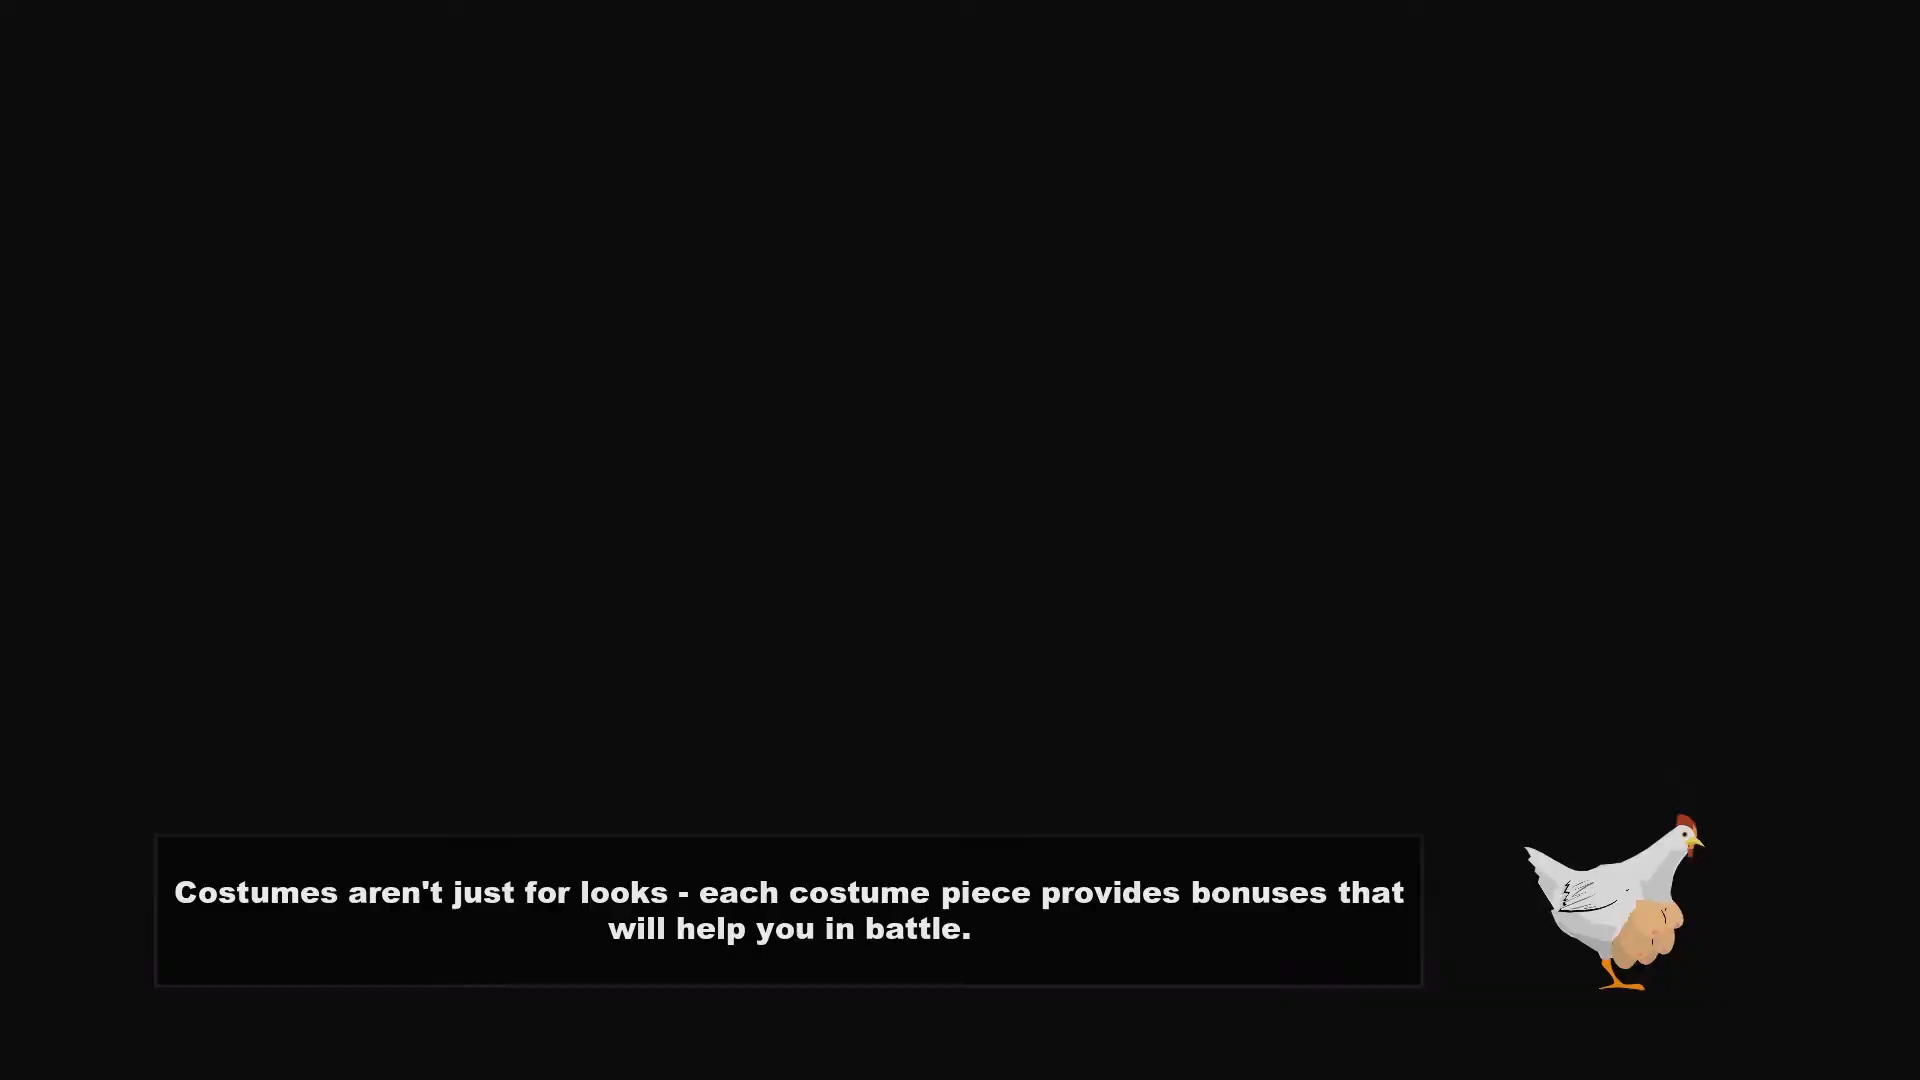 Costumes aren't just for looks - each costume piece provides bonuses that
will help you in battle.